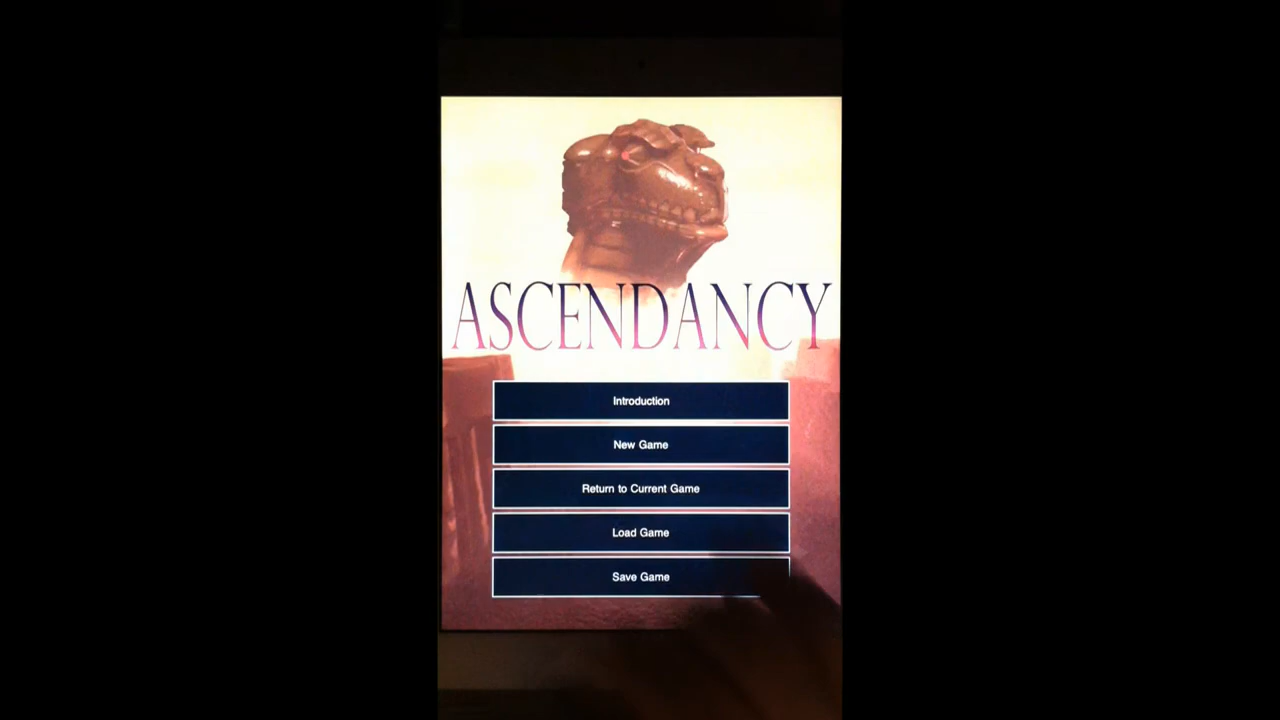 ASCENDANCY
Introduction
New Game
Return to Current Game
Load Game
Save Game